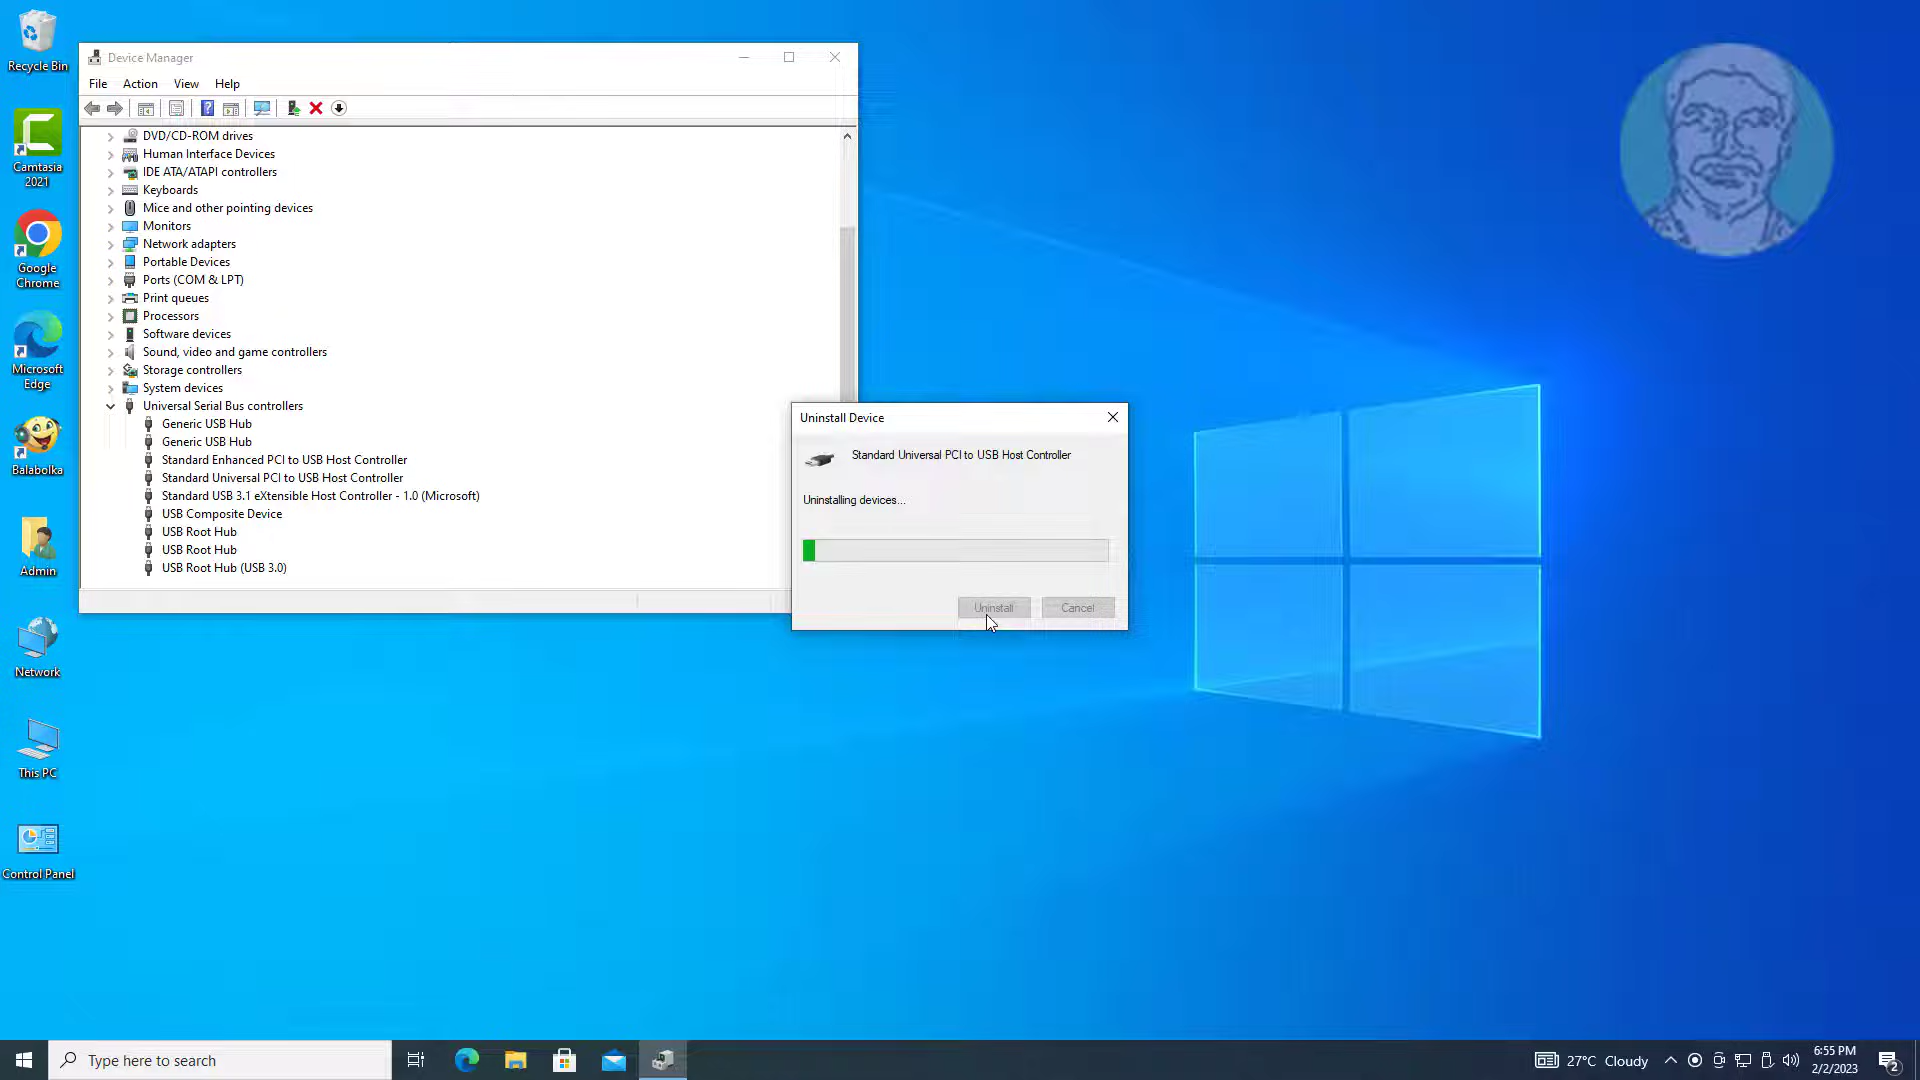 Recycle Bin
Camtasia
2021
Google
Chrome
Microsoft
Edge
Balabolka
Admin
Network
This PC
Control Panel
Device Manager
File Action View Help
DVD/CD-ROM drives
Human Interface Devices
IDE ATA/ATAPI controllers
Keyboards
Mice and other pointing devices
Monitors
Network adapters
Portable Devices
Ports (COM & LPT)
Print queues
Processors
Software devices
Sound, video and game controllers
Storage controllers
System devices
Universal Serial Bus controllers
Generic USB Hub
Generic USB Hub
Standard Enhanced PCI to USB Host Controller
Standard Universal PCI to USB Host Controller
Standard USB 3.1 eXtensible Host Controller - 1.0 (Microsoft)
USB Composite Device
USB Root Hub
USB Root Hub
USB Root Hub (USB 3.0)
Uninstall Device
Standard Universal PCI to USB Host Controller
Uninstalling devices...
Uninstall Cancel
Type here to search
27°C Cloudy
6:55 PM
2/2/2023
2